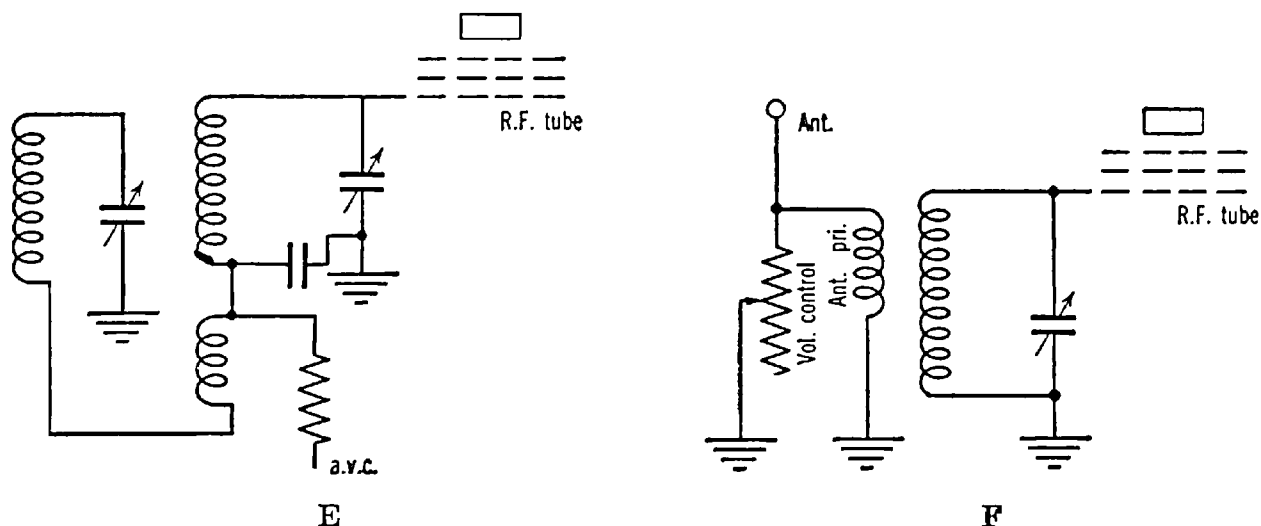 R.F. tube
a.v.c.
E
Ant.
Vol. control
Ant. pri.
R.F. tube
F